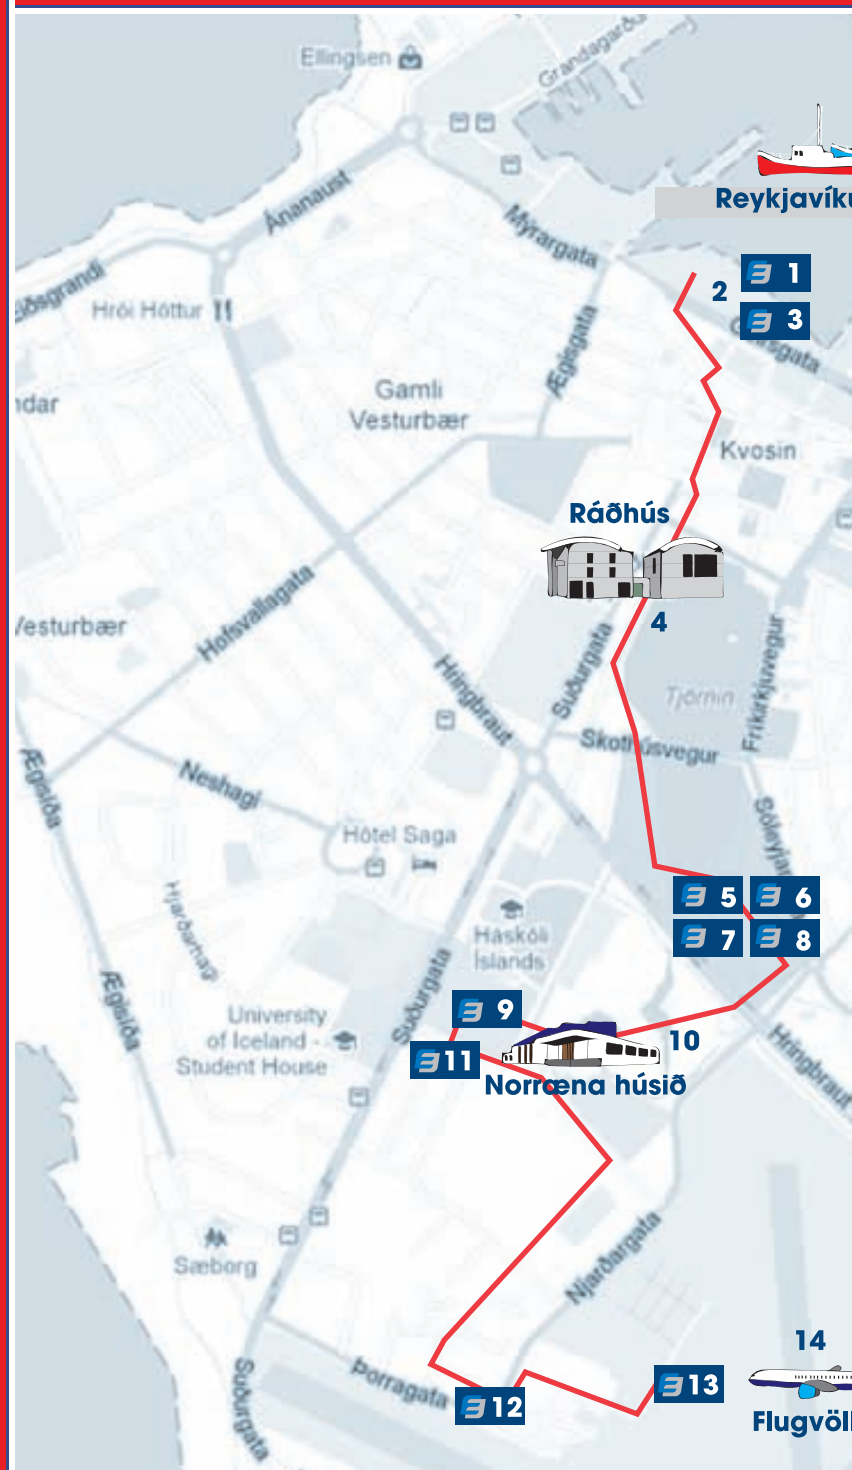 Ellingsen
Ánanaust
Mýrargata
Reykjavíku
1
2
3
Hrói Höttur
Ægisgata
ndar
Gamli
Vesturbær
Kvosin
Ráðhús
4
Hofsvallagata
Vesturbær
Suðurgata
Hringbraut
Tjörnin
Fríkirkjuvegur
Skothúsvegur
Ægisíða
Neshagi
Hótel Saga
5
6
7
8
Hjarðarhagi
Háskóli
Íslands
Suðurgata
Ægisíða
University
of Iceland -
Student House
9
10
11
Norræna húsið
Hringbraut
Sæborg
Njarðargata
14
Þorragata
12
13
Suðurgata
Flugvöll